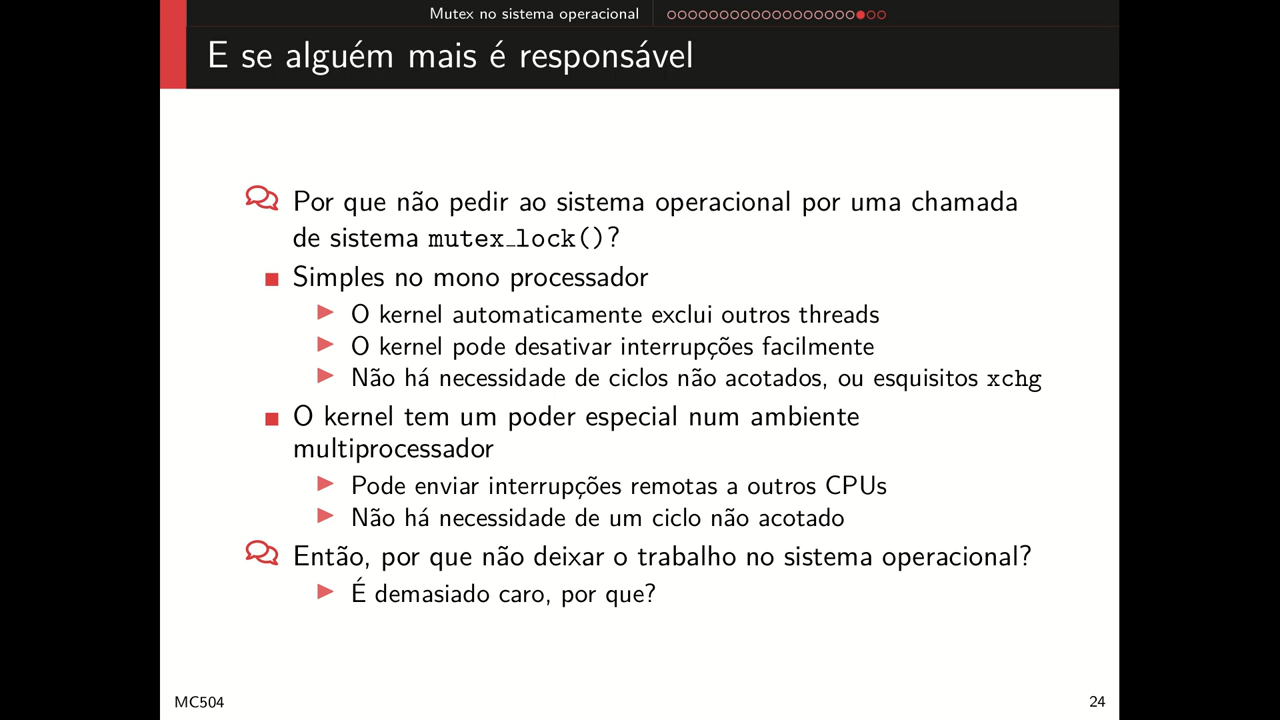 Mutex no sistema operacional
E se alguém mais é responsável
Por que não pedir ao sistema operacional por uma chamada
de sistema mutex_lock()?
Simples no mono processador
O kernel automaticamente exclui outros threads
O kernel pode desativar interrupções facilmente
Não há necessidade de ciclos não acotados, ou esquisitos xchg
O kernel tem um poder especial num ambiente
multiprocessador
Pode enviar interrupções remotas a outros CPUs
Não há necessidade de um ciclo não acotado
Então, por que não deixar o trabalho no sistema operacional?
É demasiado caro, por que?
MC504
24